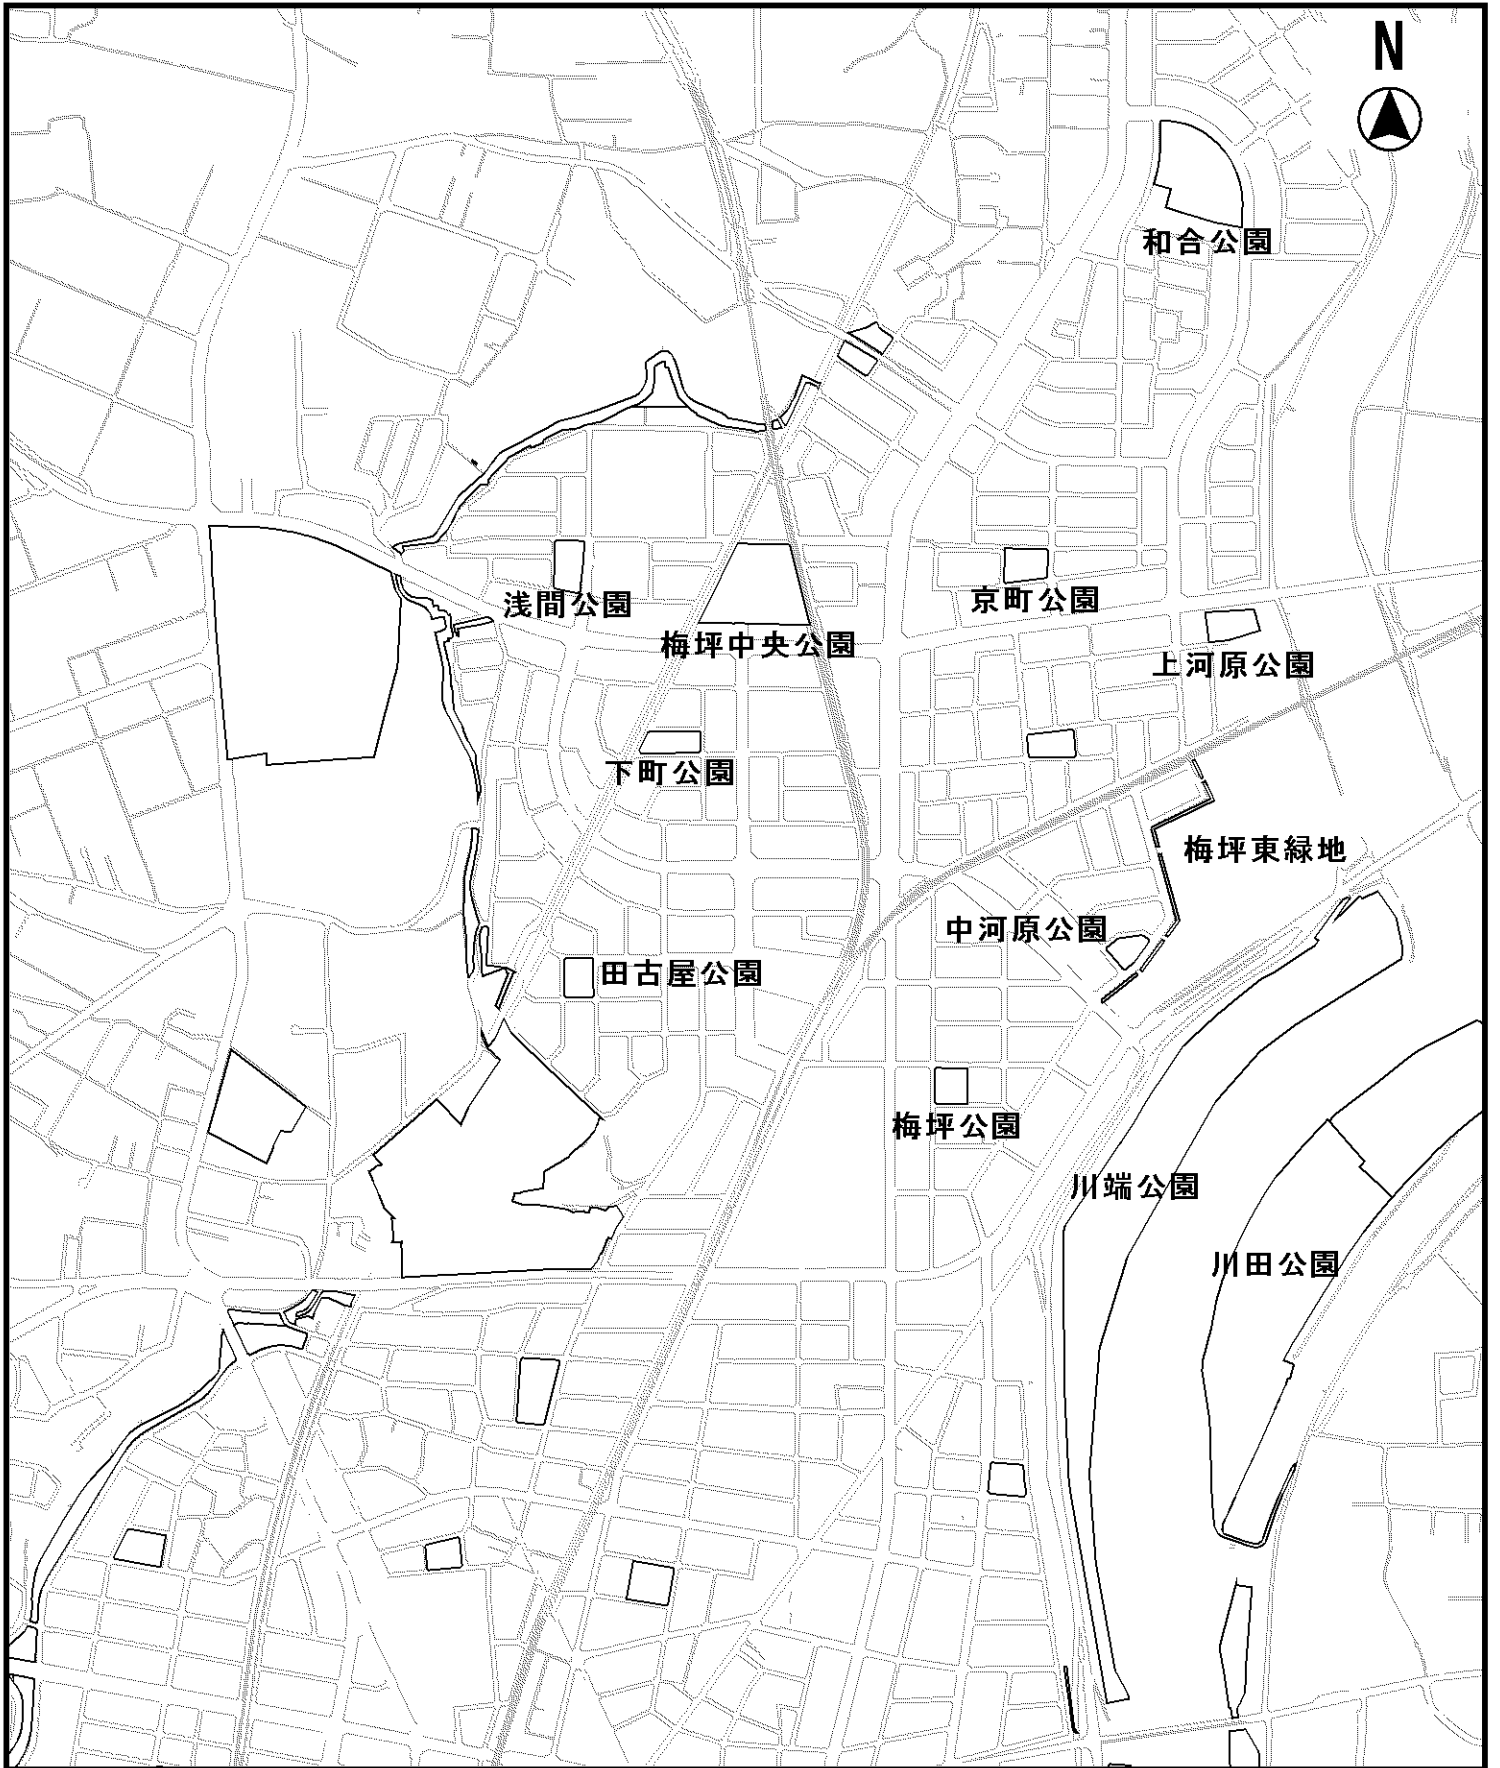 N
和合公園
浅間公園
京町公園
梅坪中央公園
上河原公園
下町公園
梅坪東緑地
中河原公園
田古屋公園
梅坪公園
川端公園
川田公園